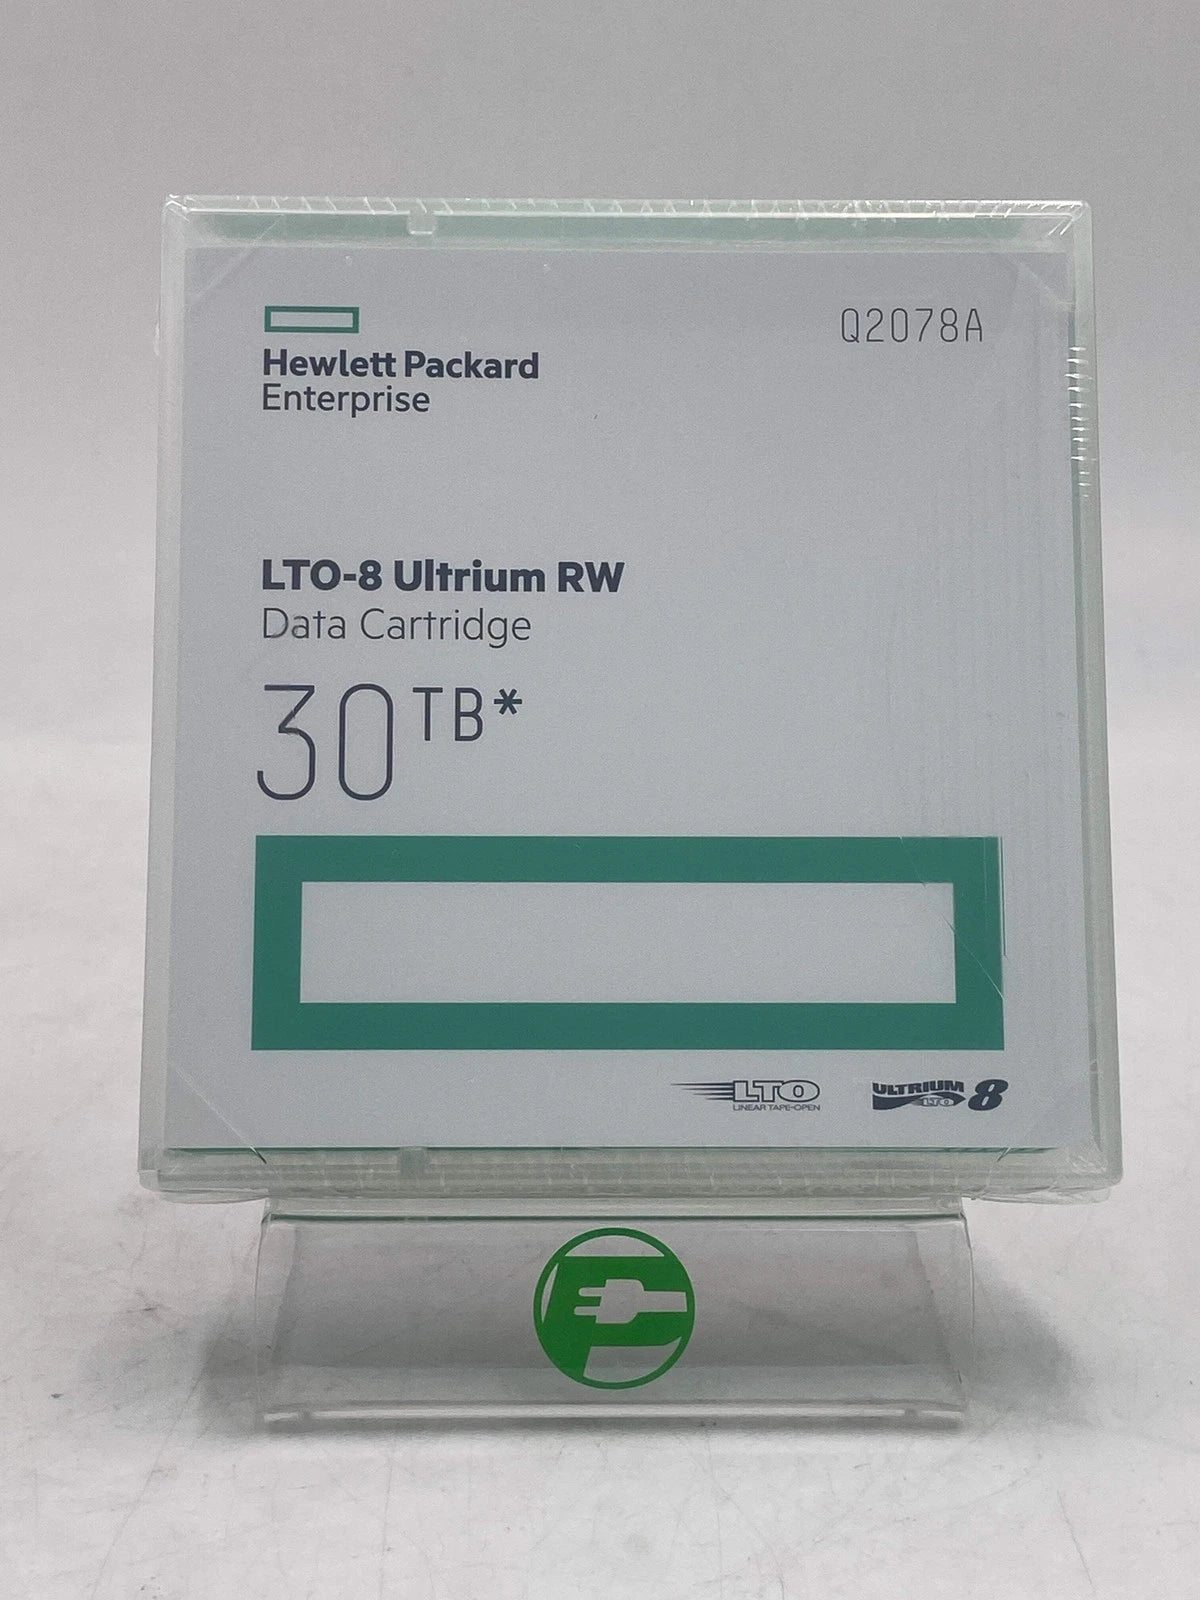 Hewlett Packard
Enterprise
Q2078A
LTO-8 Ultrium RW
Data Cartridge
30TB*
LTO
LINEAR TAPE-OPEN
ULTRIUM 8
LTO